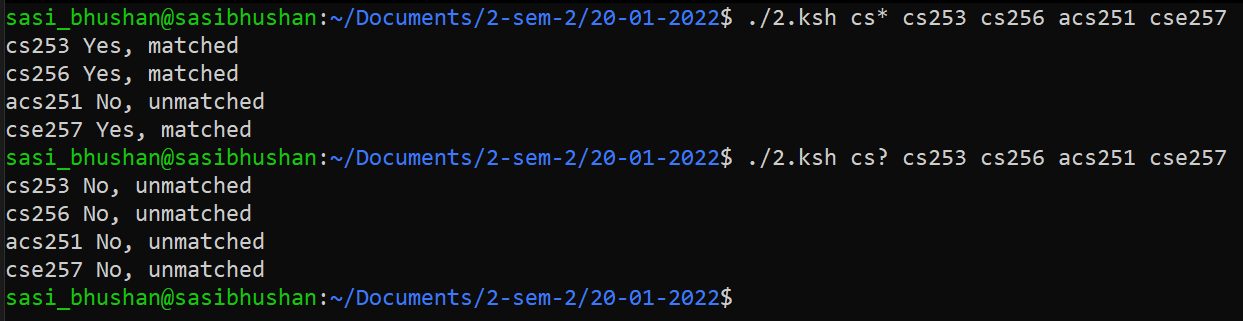 sasi_bhushan@sasibhushan:~/Documents/2-sem-2/20-01-2022$ ./2.ksh cs* cs253 cs256 acs251 cse257
cs253 Yes, matched
cs256 Yes, matched
acs251 No, unmatched
cse257 Yes, matched
sasi_bhushan@sasibhushan:~/Documents/2-sem-2/20-01-2022$ ./2.ksh cs? cs253 cs256 acs251 cse257
cs253 No, unmatched
cs256 No, unmatched
acs251 No, unmatched
cse257 No, unmatched
sasi_bhushan@sasibhushan:~/Documents/2-sem-2/20-01-2022$